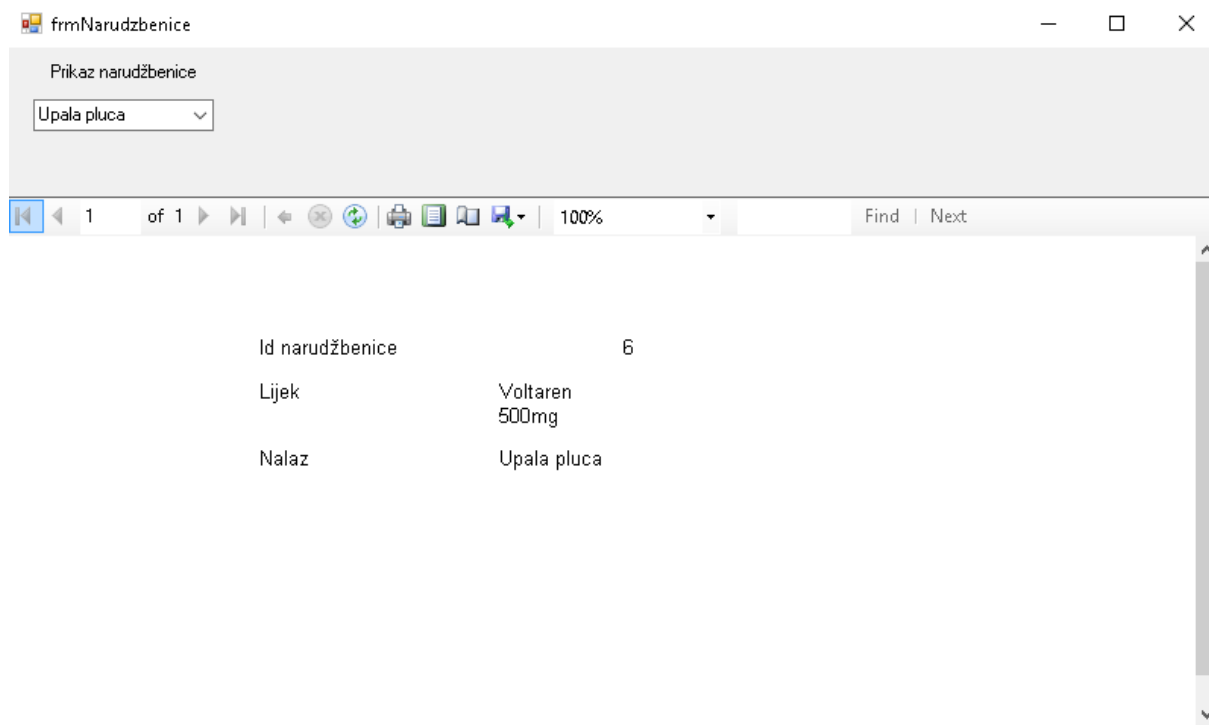 frmNarudzbenice
Prikaz narudžbenice
Upala pluca
1 of 1 100% Find | Next
Id narudžbenice 6
Lijek Voltaren
500mg
Nalaz Upala pluca